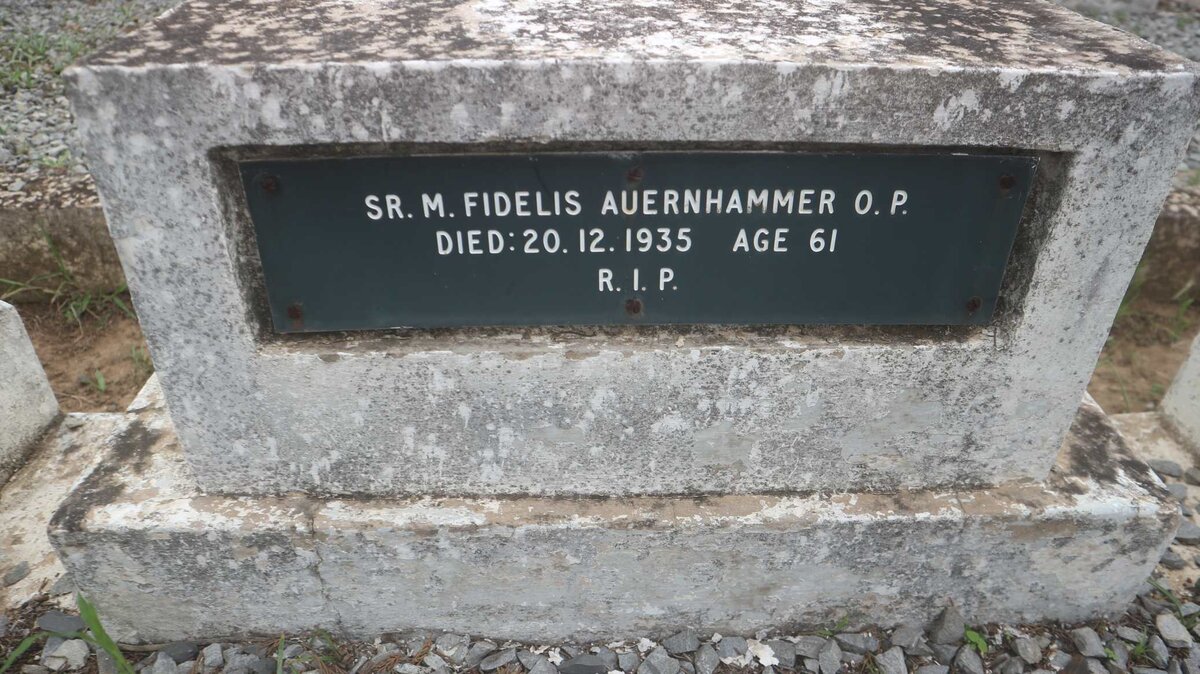 SR. M. FIDELIS AUERNHAMMER O. P.
DIED: 20. 12. 1935 AGE 61
R. I. P.